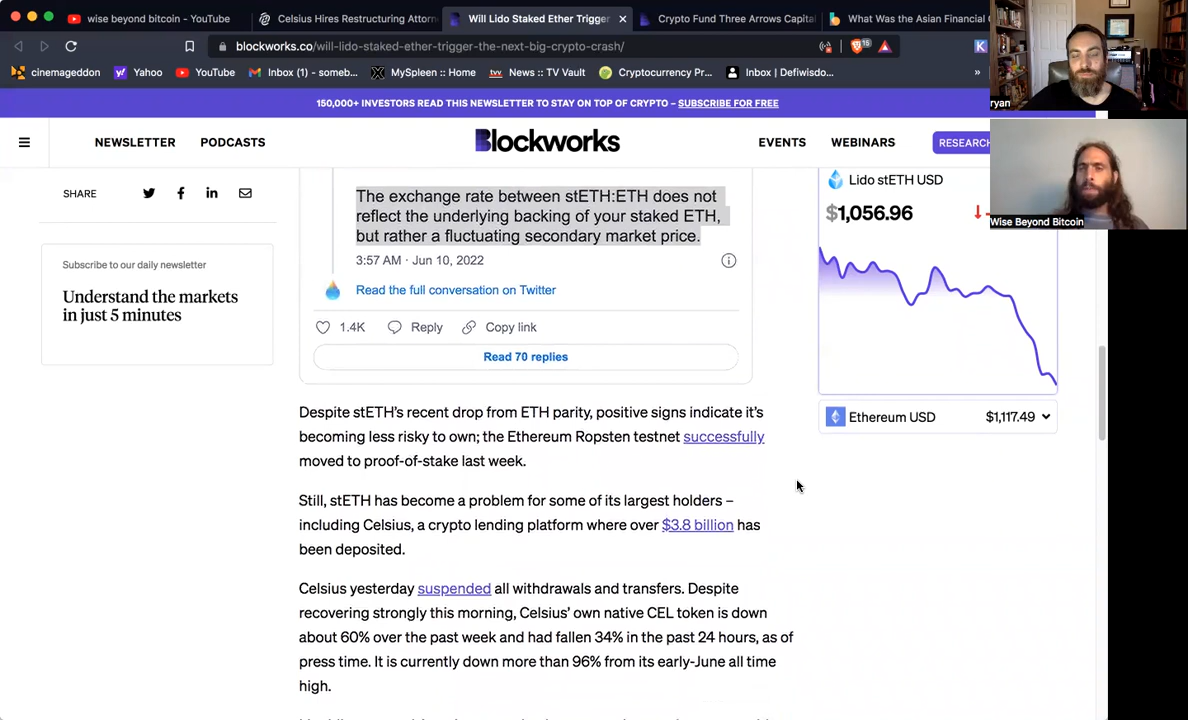 wise beyond bitcoin - YouTube
Celsius Hires Restructuring Attorn
Will Lido Staked Ether Trigger
Crypto Fund Three Arrows Capital
What Was the Asian Financial C
blockworks.co/will-lido-staked-ether-trigger-the-next-big-crypto-crash/
15
K
cinemageddon
Yahoo
YouTube
Inbox (1) - someb...
MySpleen :: Home
tvv
News :: TV Vault
Cryptocurrency Pr...
Inbox | Defiwisdo...
»
ryan
150,000+ INVESTORS READ THIS NEWSLETTER TO STAY ON TOP OF CRYPTO – SUBSCRIBE FOR FREE
NEWSLETTER
PODCASTS
Blockworks
EVENTS
WEBINARS
RESEARCH
Wise Beyond Bitcoin
SHARE
Subscribe to our daily newsletter
Understand the markets
in just 5 minutes
The exchange rate between stETH:ETH does not
reflect the underlying backing of your staked ETH,
but rather a fluctuating secondary market price.
3:57 AM · Jun 10, 2022
Read the full conversation on Twitter
1.4K
Reply
Copy link
Read 70 replies
Lido stETH USD
$1,056.96
Ethereum USD
$1,117.49
Despite stETH's recent drop from ETH parity, positive signs indicate it's
becoming less risky to own; the Ethereum Ropsten testnet successfully
moved to proof-of-stake last week.
Still, stETH has become a problem for some of its largest holders –
including Celsius, a crypto lending platform where over $3.8 billion has
been deposited.
Celsius yesterday suspended all withdrawals and transfers. Despite
recovering strongly this morning, Celsius' own native CEL token is down
about 60% over the past week and had fallen 34% in the past 24 hours, as of
press time. It is currently down more than 96% from its early-June all time
high.